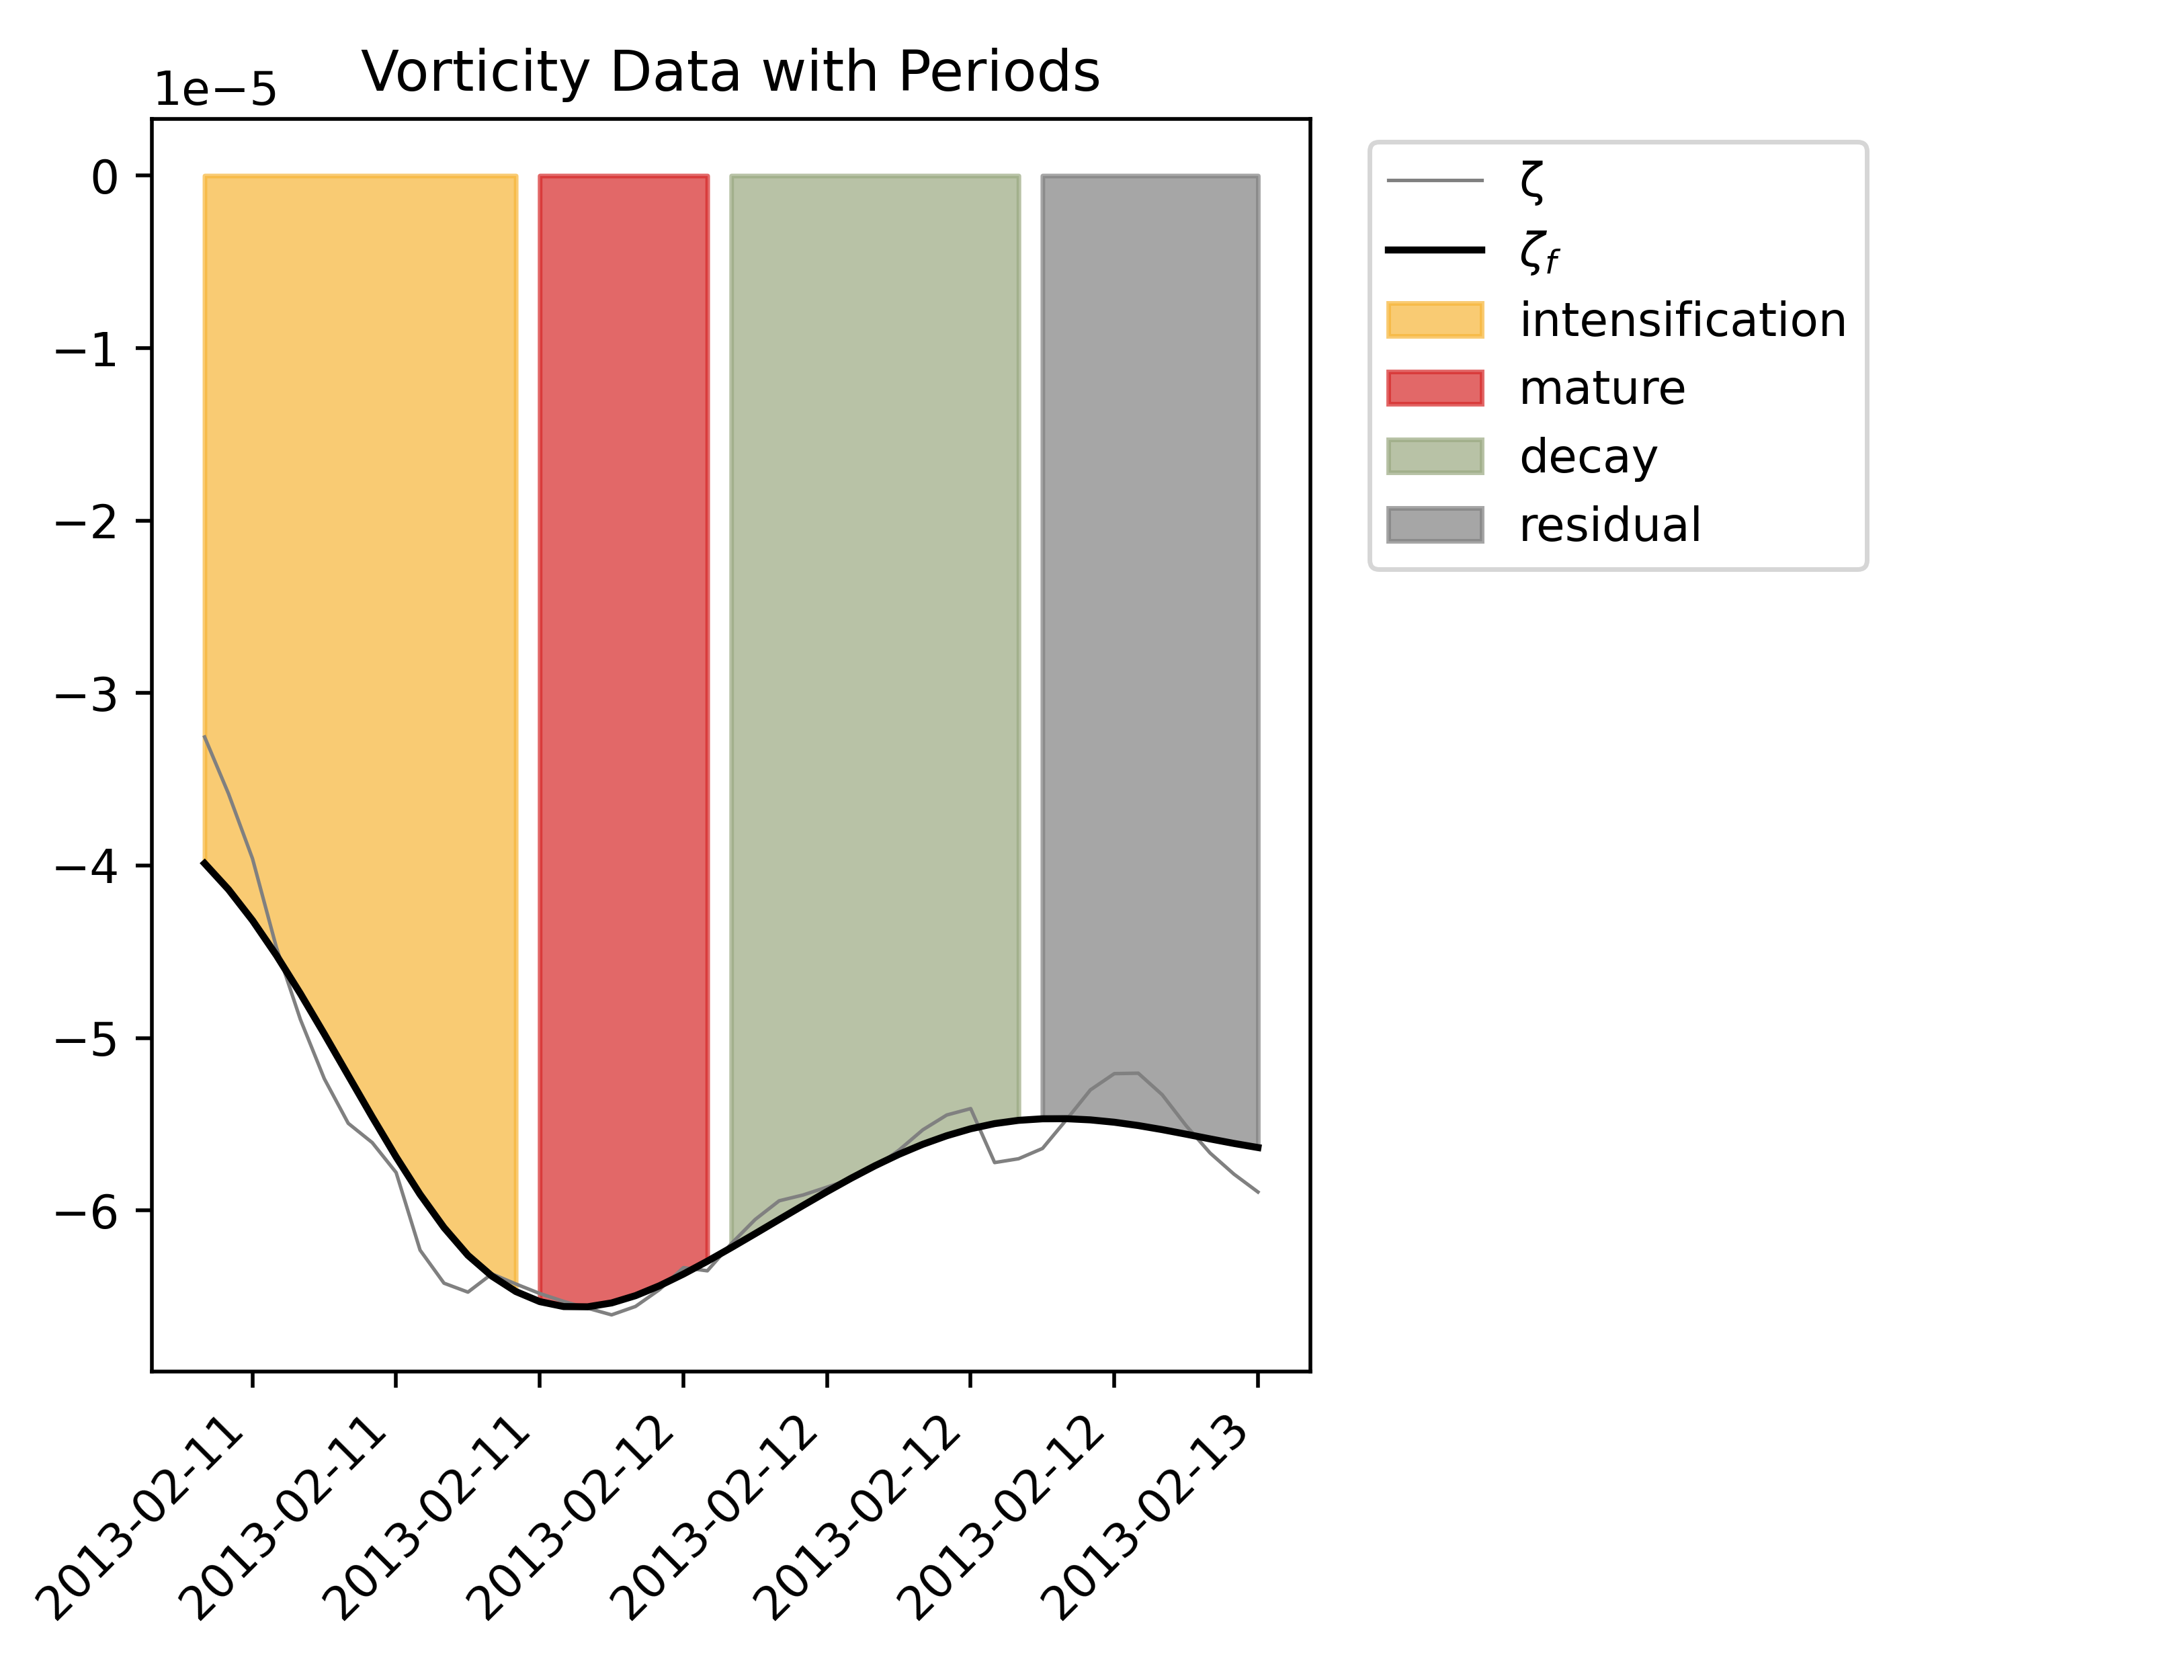 Vorticity Data with Periods
1e−5
0
−1
−2
−3
−4
−5
−6
2013-02-11
2013-02-11
2013-02-11
2013-02-12
2013-02-12
2013-02-12
2013-02-12
2013-02-13
ζ
ζf
intensification
mature
decay
residual